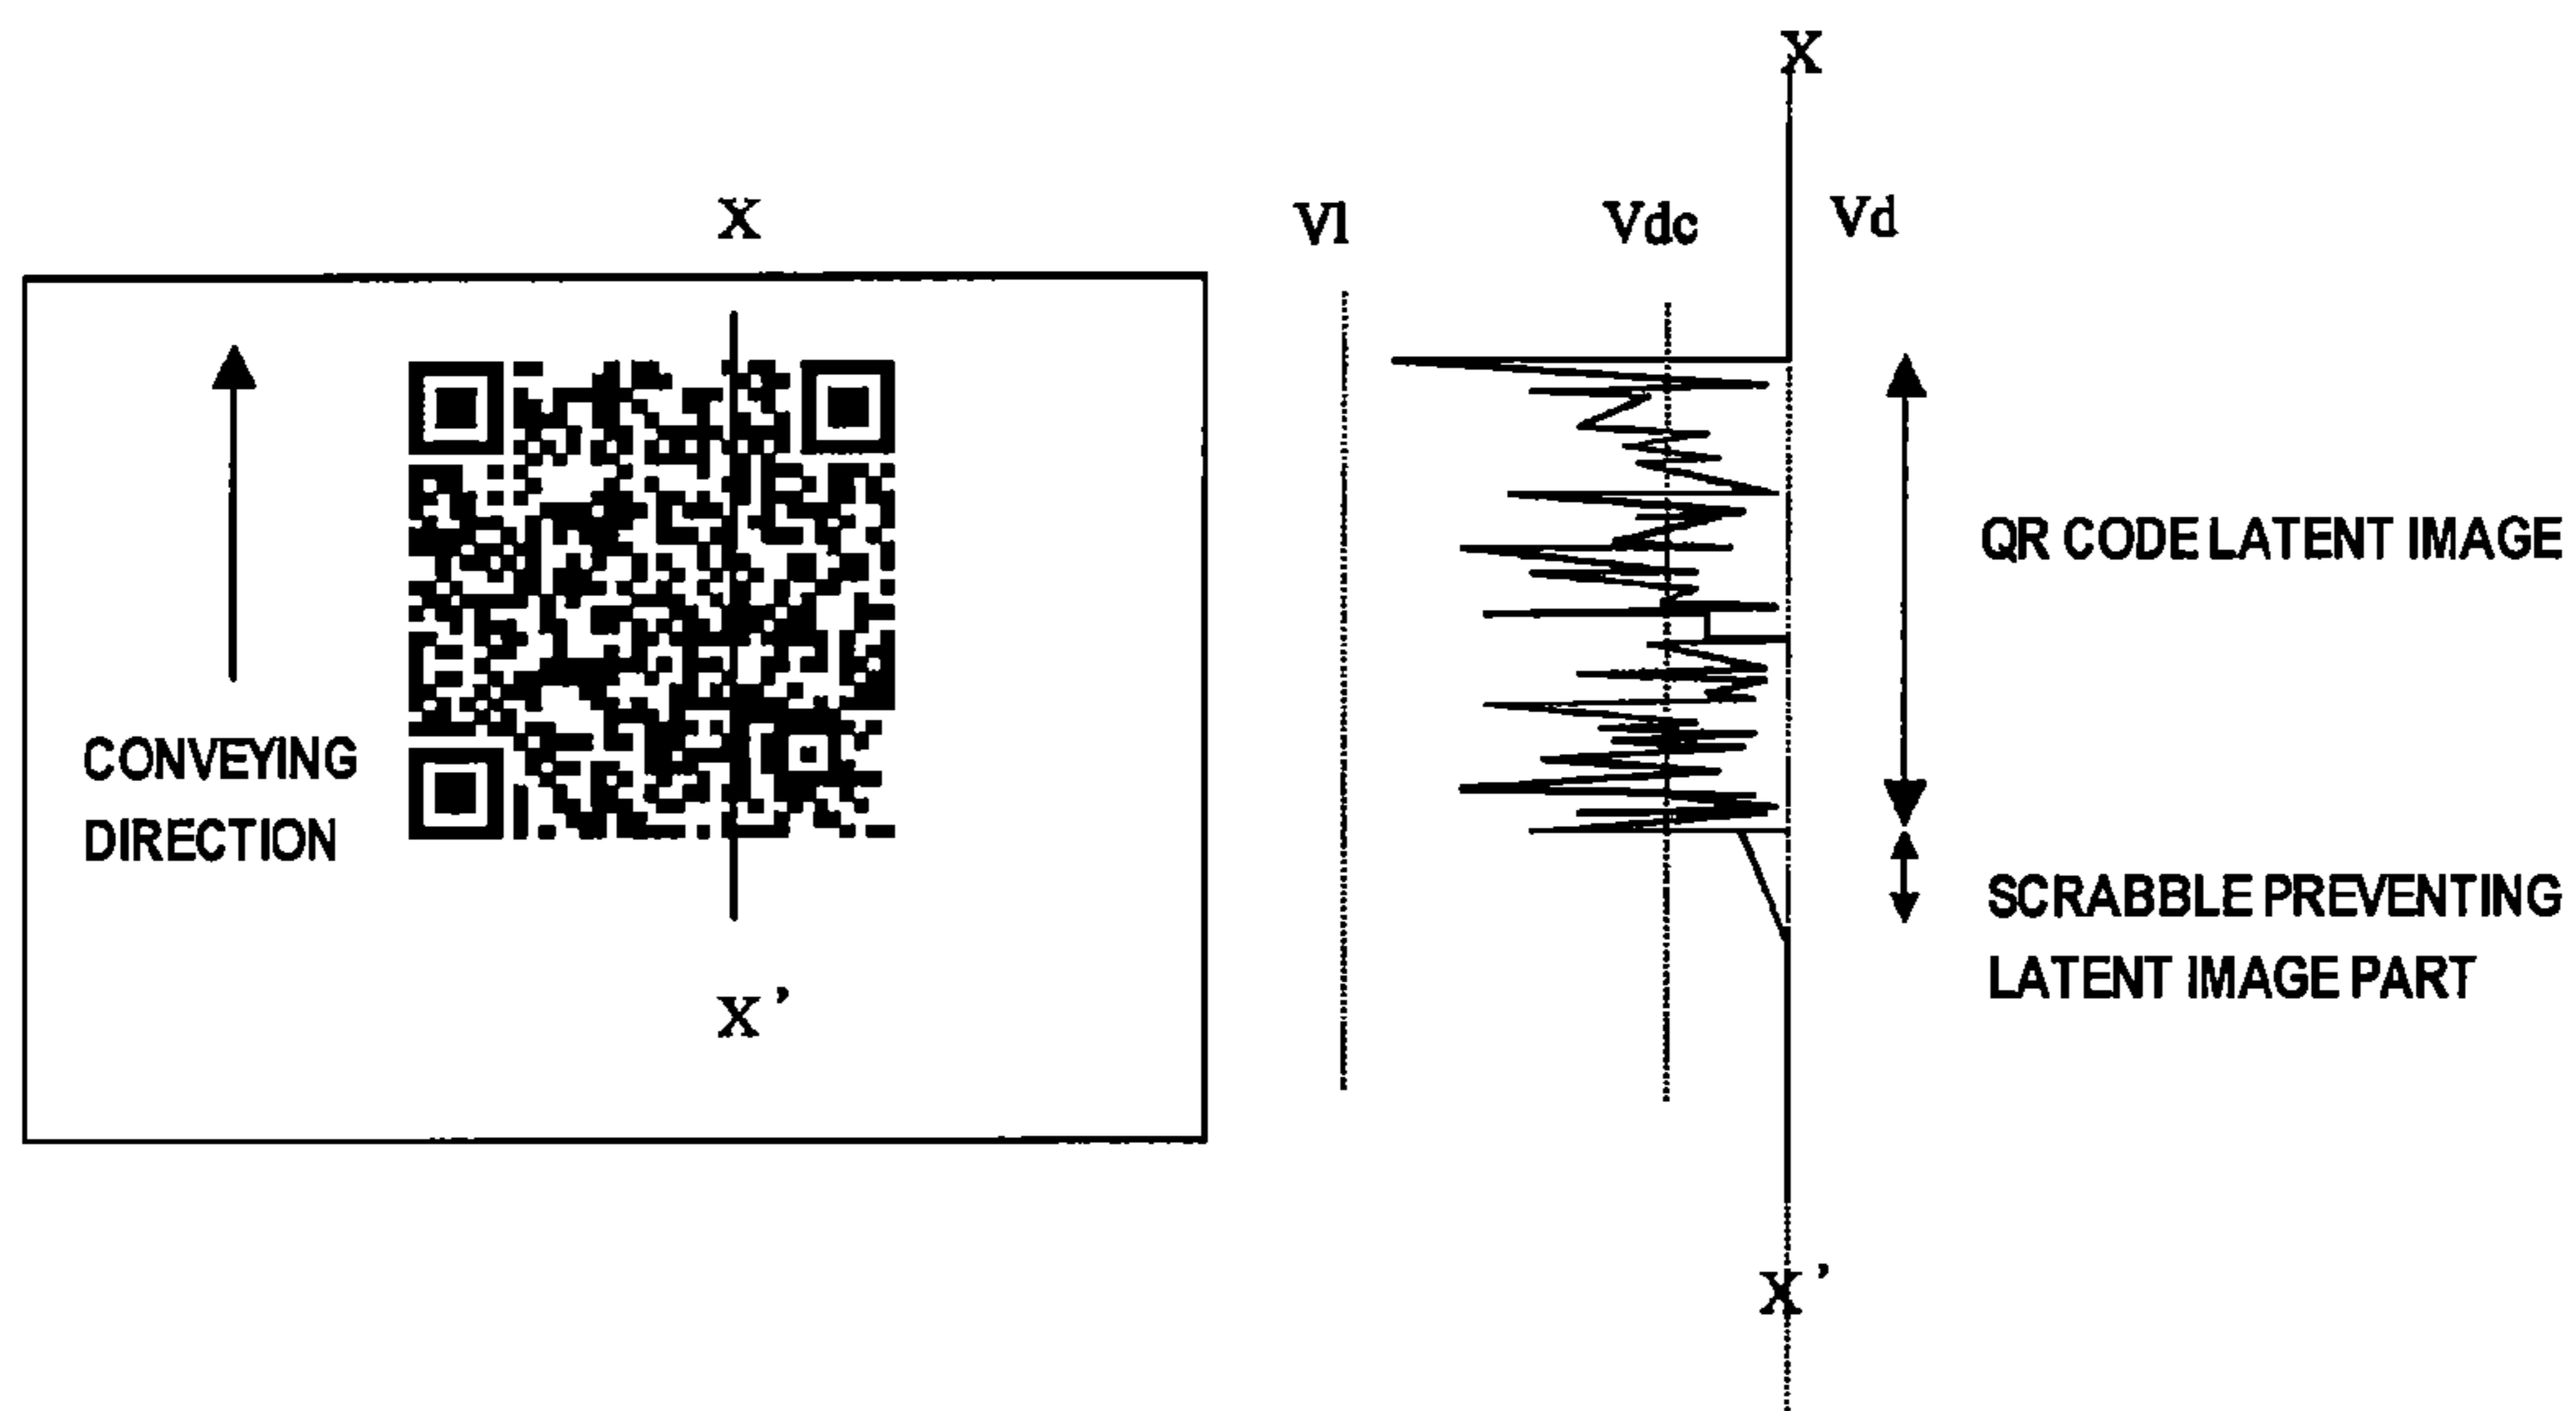 X
CONVEYING
DIRECTION
X'
X
Vl
Vdc
Vd
QR CODE LATENT IMAGE
SCRABBLE PREVENTING
LATENT IMAGE PART
X'